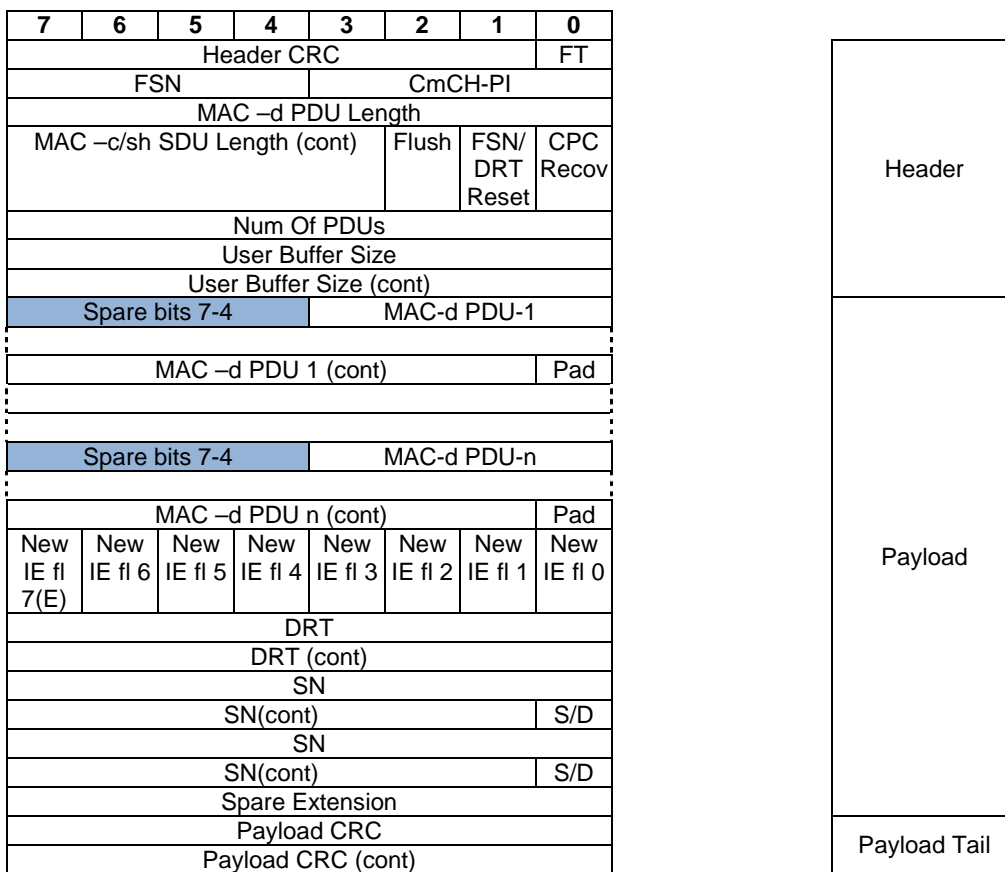 7 6 5 4 3 2 1 0
Header CRC FT
FSN CmCH-PI
MAC –d PDU Length
MAC –c/sh SDU Length (cont) Flush FSN/ CPC
DRT Recov
Reset
Num Of PDUs
User Buffer Size
User Buffer Size (cont)
Spare bits 7-4 MAC-d PDU-1
MAC –d PDU 1 (cont) Pad
Spare bits 7-4 MAC-d PDU-n
MAC –d PDU n (cont) Pad
New New New New New New New New
IE fl IE fl 6 IE fl 5 IE fl 4 IE fl 3 IE fl 2 IE fl 1 IE fl 0
7(E)
DRT
DRT (cont)
SN
SN(cont) S/D
SN
SN(cont) S/D
Spare Extension
Payload CRC
Payload CRC (cont)
Header
Payload
Payload Tail